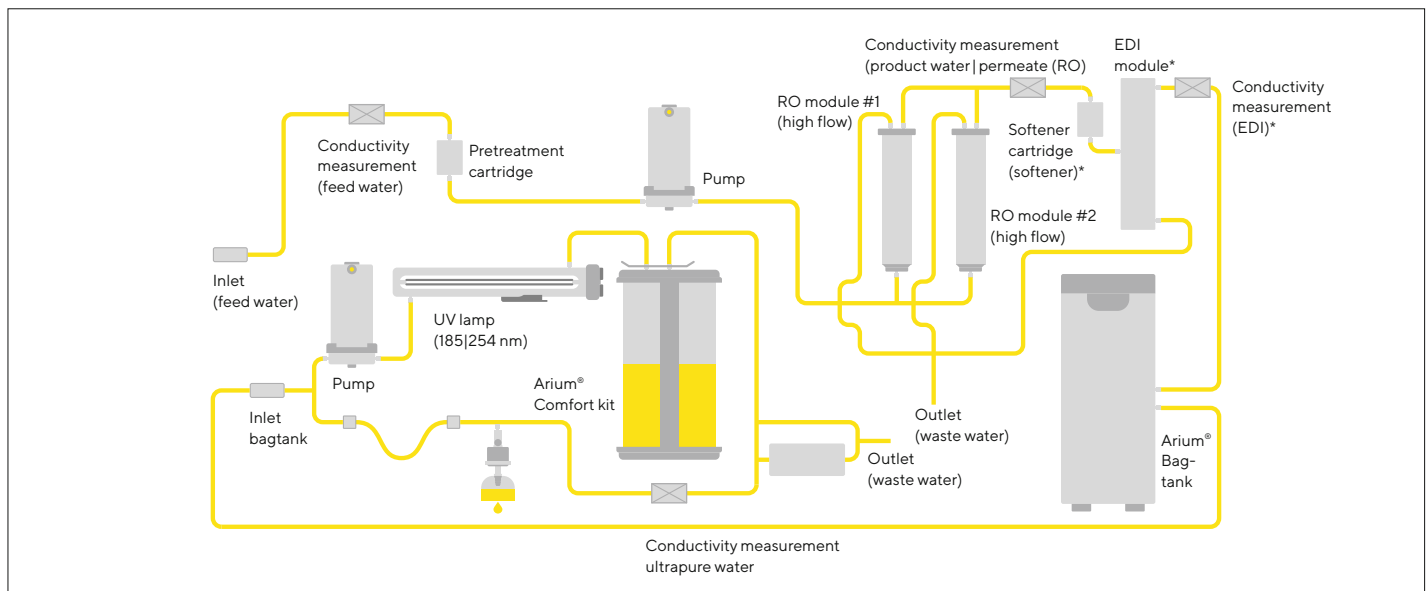 Conductivity measurement
(product water | permeate (RO)
EDI
module*
Conductivity
measurement
(EDI)*
RO module #1
(high flow)
Softener
cartridge
(softener)*
Conductivity
measurement
(feed water)
Pretreatment
cartridge
Pump
RO module #2
(high flow)
Inlet
(feed water)
UV lamp
(185|254 nm)
Pump
Arium®
Comfort kit
Inlet
bagtank
Outlet
(waste water)
Outlet
(waste water)
Arium®
Bag-
tank
Conductivity measurement
ultrapure water